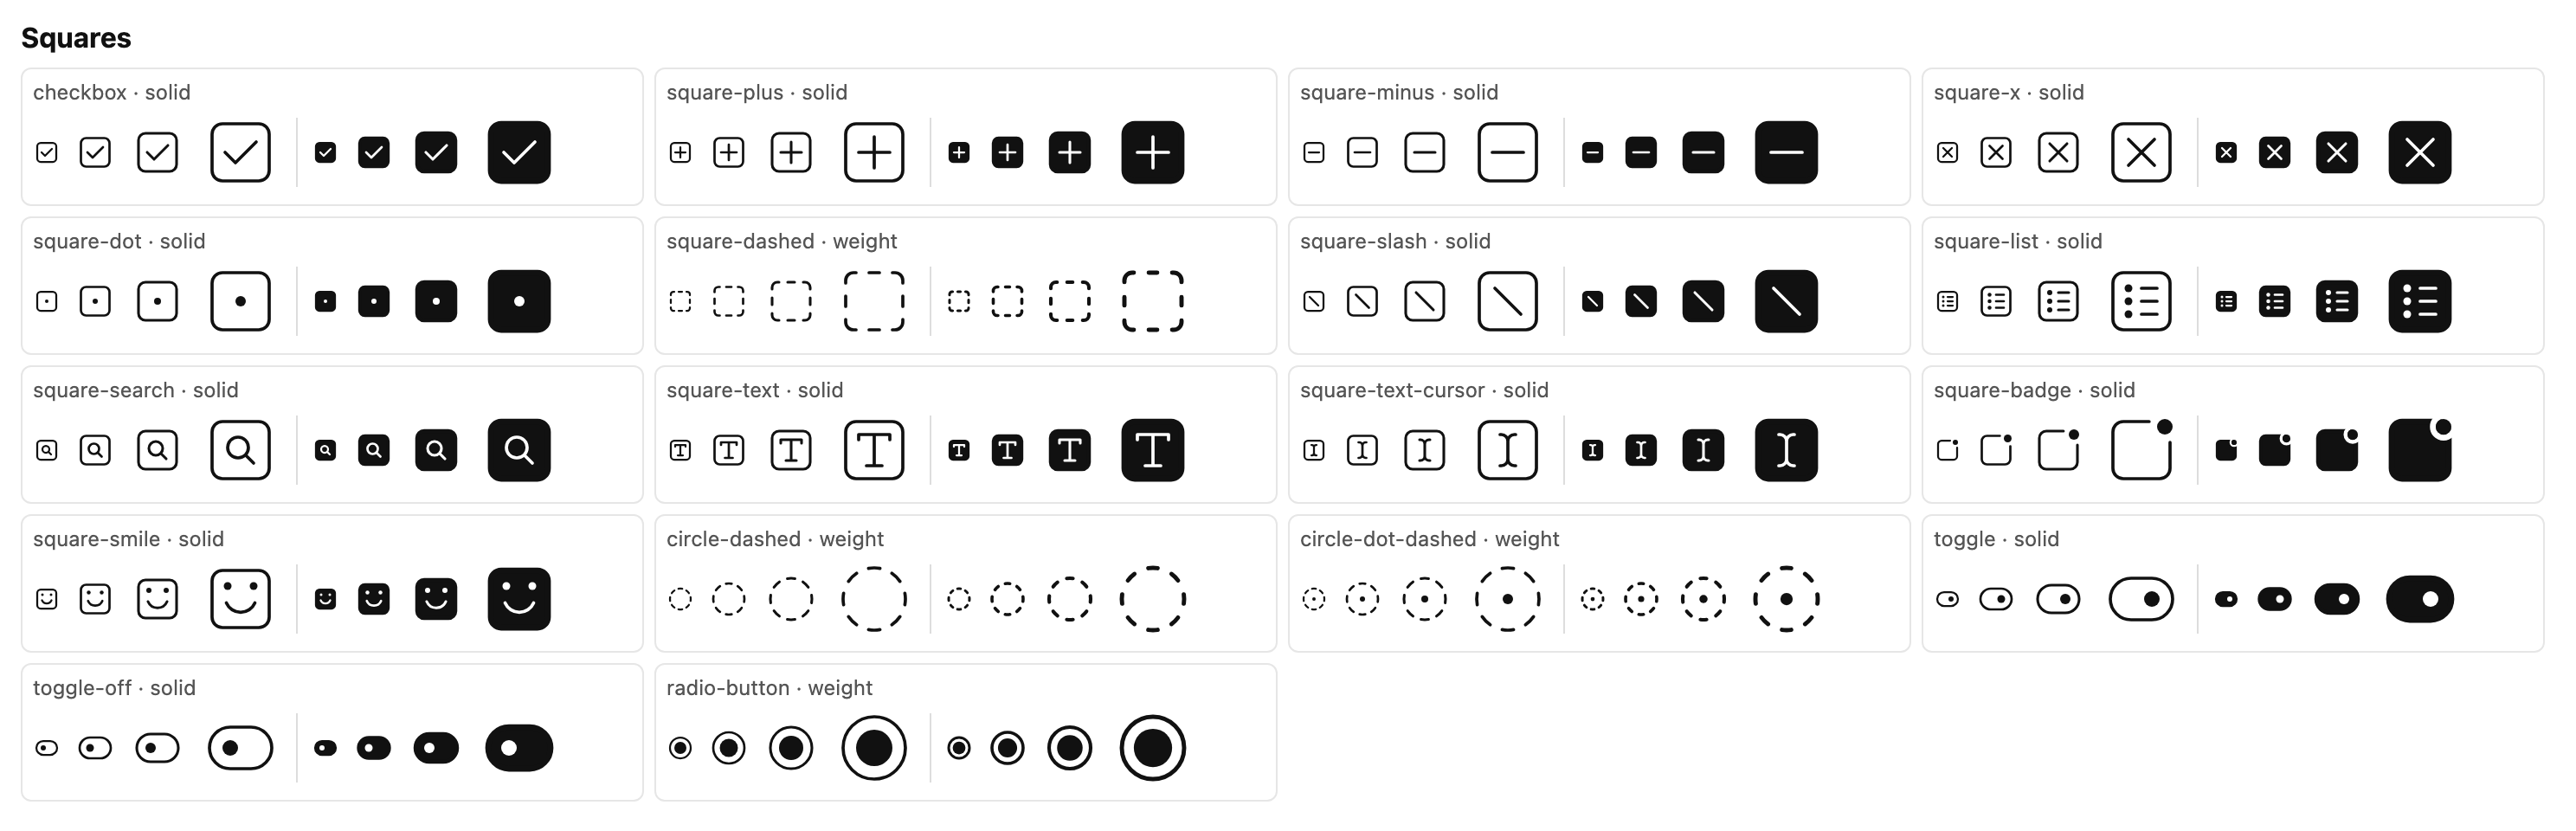 Squares
checkbox · solid
square-plus · solid
square-minus · solid
square-x · solid
square-dot · solid
square-dashed · weight
square-slash · solid
square-list · solid
square-search · solid
square-text · solid
square-text-cursor · solid
square-badge · solid
square-smile · solid
circle-dashed · weight
circle-dot-dashed · weight
toggle · solid
toggle-off · solid
radio-button · weight